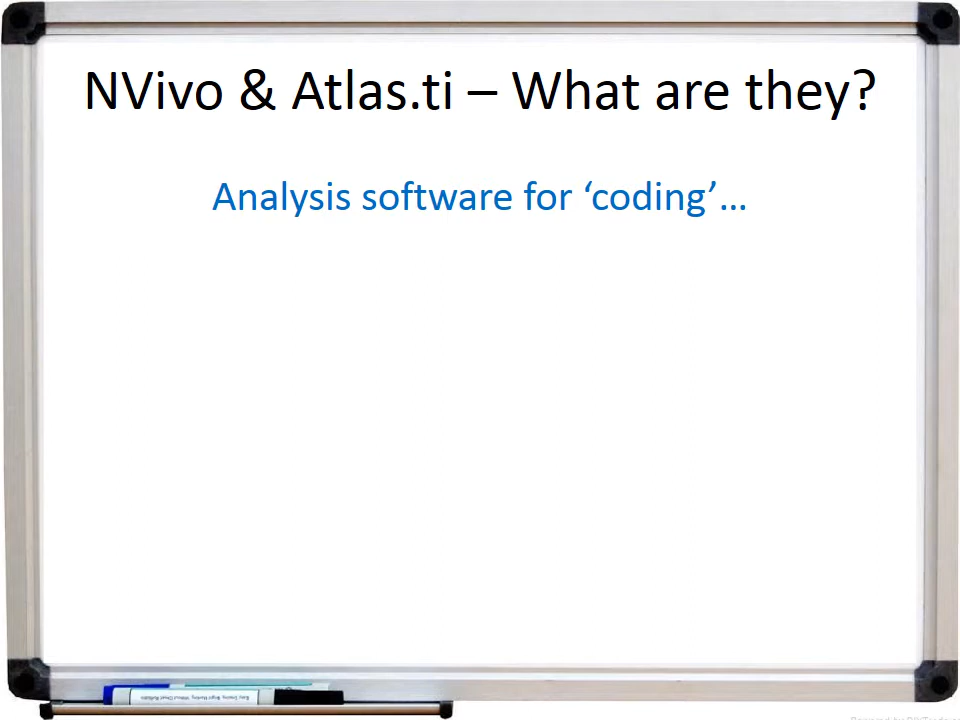 NVivo & Atlas.ti – What are they?
Analysis software for ‘coding’…